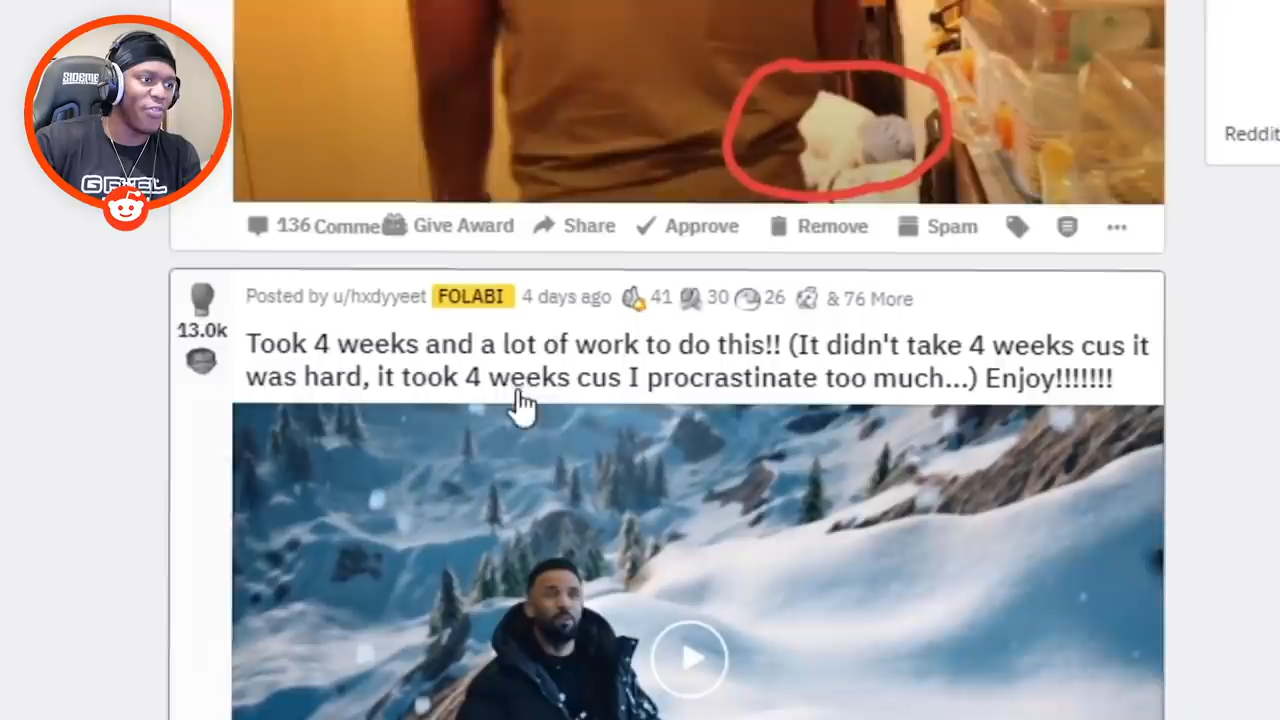 SIDEME
136 Comme Give Award Share Approve Remove Spam
Reddit
Posted by u/hxdyyeet FOLABI 4 days ago 41 30 26 & 76 More
13.0k
Took 4 weeks and a lot of work to do this!! (It didn't take 4 weeks cus it
was hard, it took 4 weeks cus I procrastinate too much...) Enjoy!!!!!!!